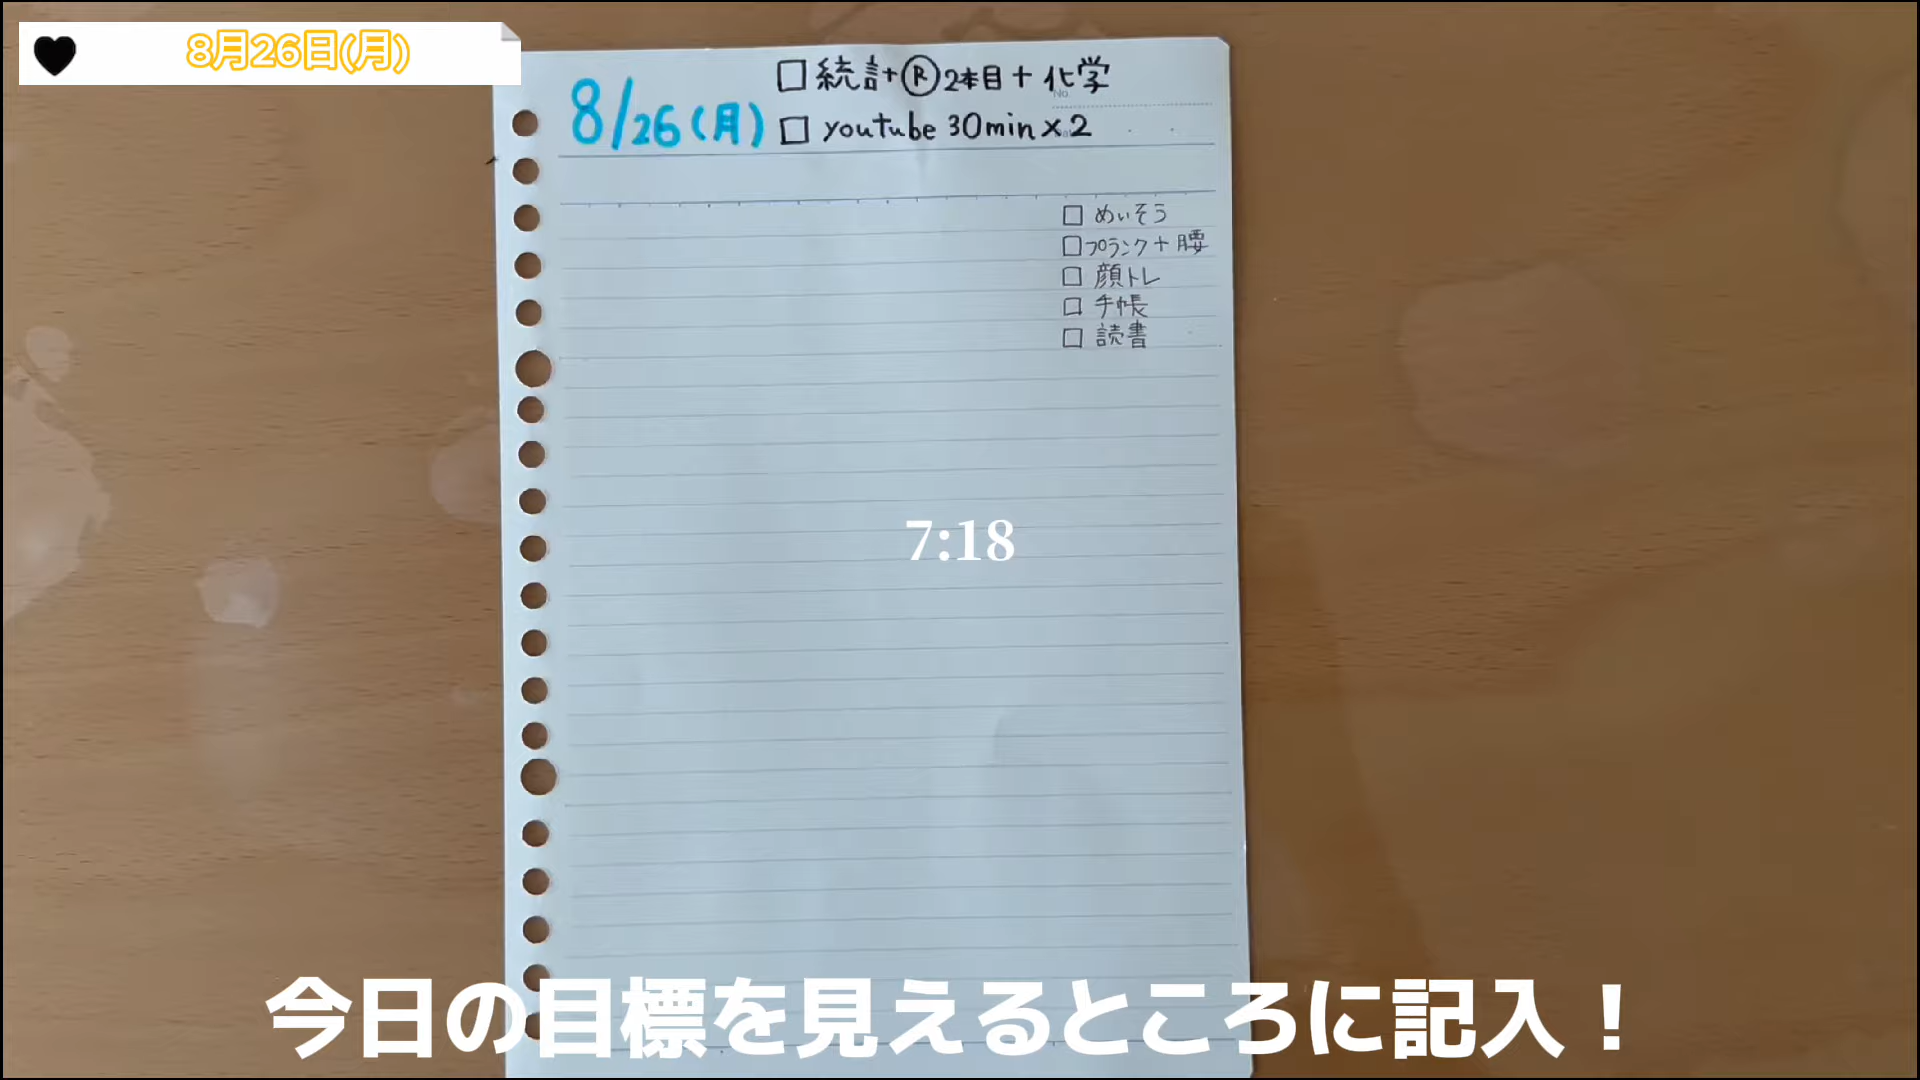 8月26日(月)
8/26(月)
□ 統計+Ⓡ2本目+化学
□ youtube 30min×2
No.
□ めいそう
□プランク+腰
□ 顔トレ
□ 手帳
□ 読書
7:18
今日の目標を見えるところに記入！